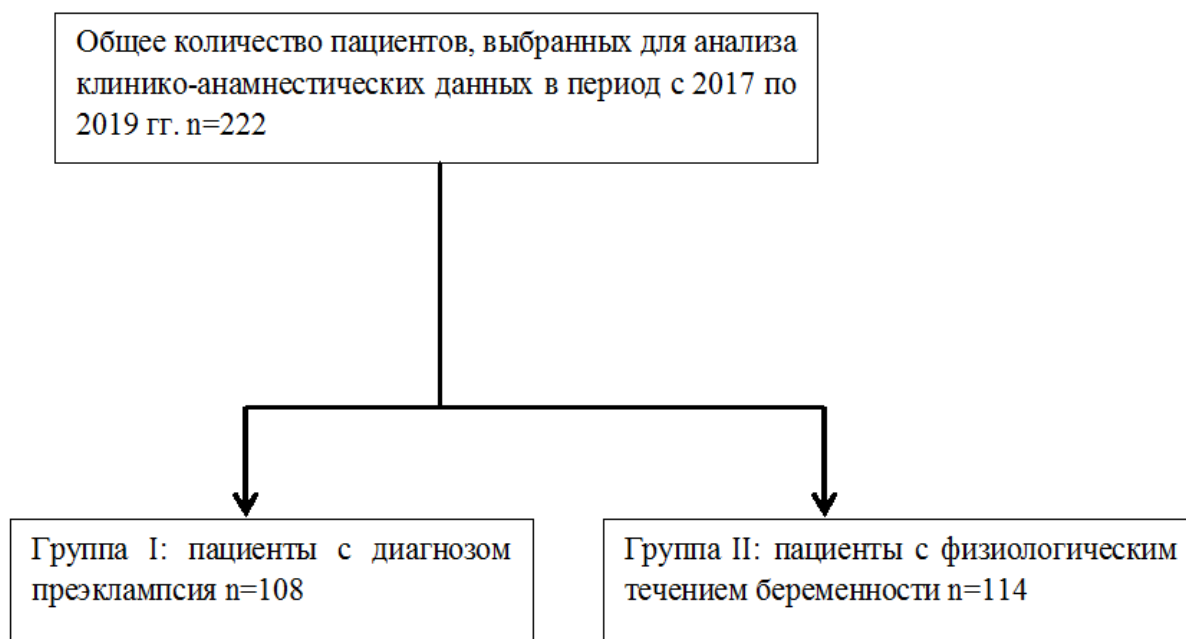 Общее количество пациентов, выбранных для анализа
клинико-анамнестических данных в период с 2017 по
2019 гг. n=222
Группа I: пациенты с диагнозом
преэклампсия n=108
Группа II: пациенты с физиологическим
течением беременности n=114